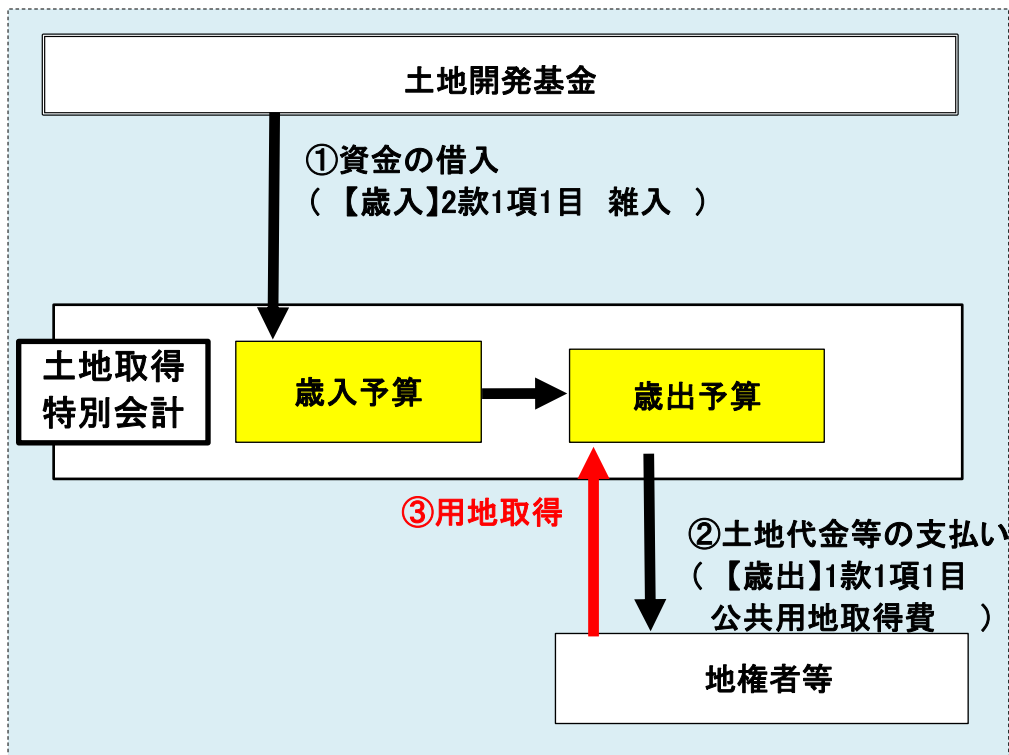 土地開発基金
①資金の借入
( 【歳入】2款1項1目 雑入 )
土地取得
特別会計
歳入予算
歳出予算
③用地取得
②土地代金等の支払い
( 【歳出】1款1項1目
公共用地取得費 )
地権者等